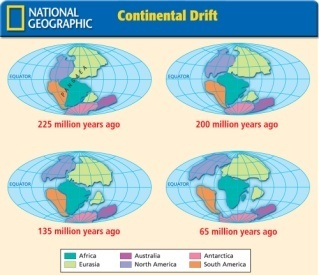 NATIONAL
GEOGRAPHIC
Continental Drift
EQUATOR
225 million years ago
EQUATOR
200 million years ago
EQUATOR
135 million years ago
EQUATOR
65 million years ago
Africa
Australia
Antarctica
Eurasia
North America
South America